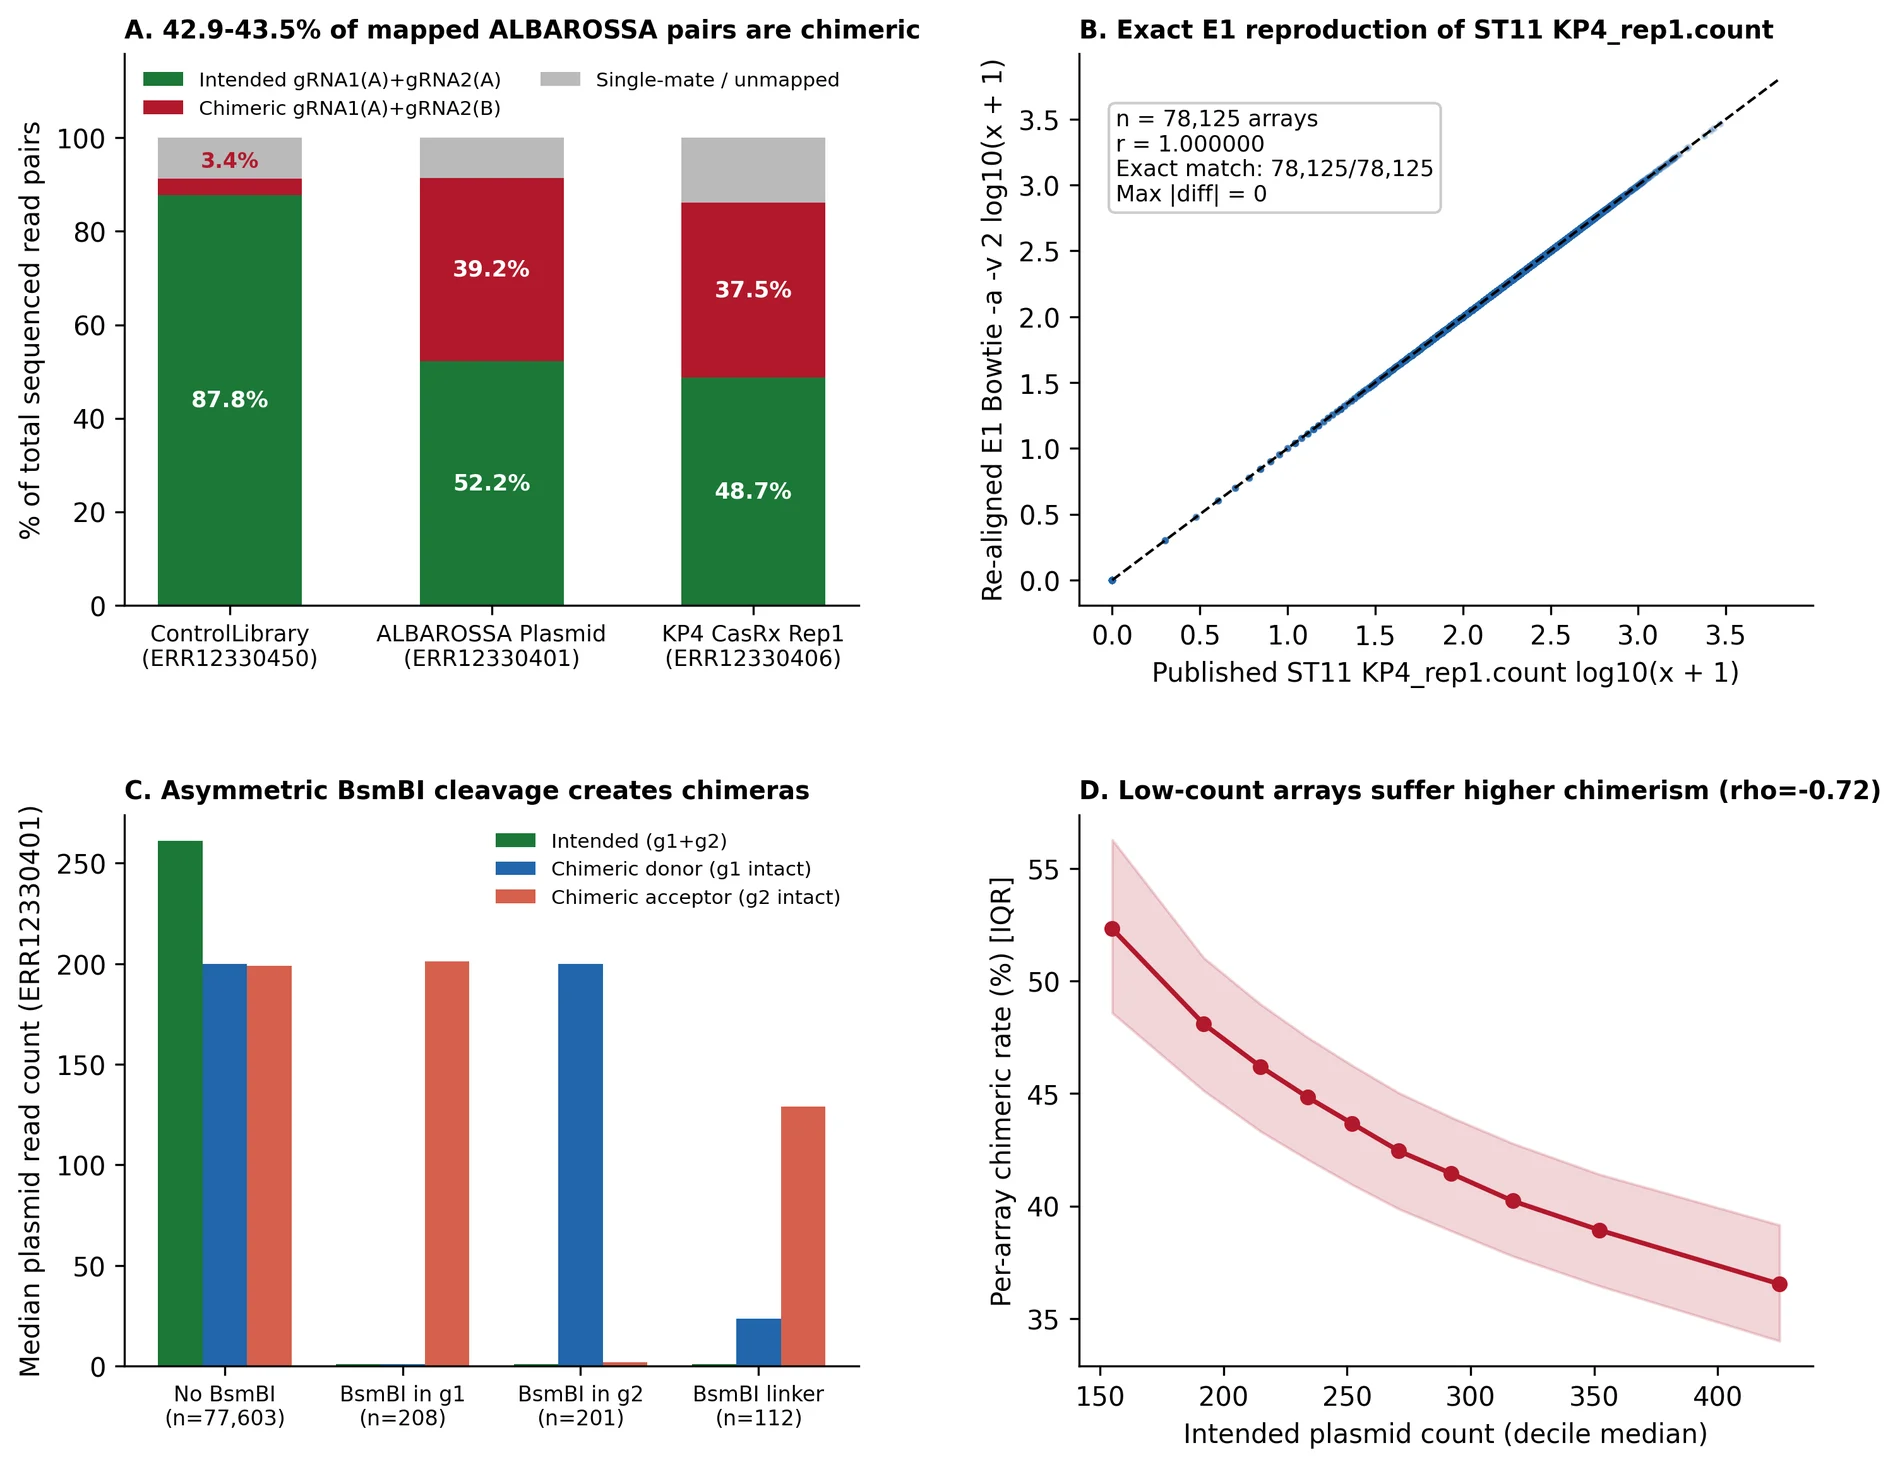 A. 42.9-43.5% of mapped ALBAROSSA pairs are chimeric
Intended gRNA1(A)+gRNA2(A)
Chimeric gRNA1(A)+gRNA2(B)
Single-mate / unmapped
% of total sequenced read pairs
100
80
60
40
20
0
3.4%
87.8%
39.2%
52.2%
37.5%
48.7%
ControlLibrary
(ERR12330450)
ALBAROSSA Plasmid
(ERR12330401)
KP4 CasRx Rep1
(ERR12330406)
B. Exact E1 reproduction of ST11 KP4_rep1.count
n = 78,125 arrays
r = 1.000000
Exact match: 78,125/78,125
Max |diff| = 0
Re-aligned E1 Bowtie -a -v 2 log10(x + 1)
3.5
3.0
2.5
2.0
1.5
1.0
0.5
0.0
0.0 0.5 1.0 1.5 2.0 2.5 3.0 3.5
Published ST11 KP4_rep1.count log10(x + 1)
C. Asymmetric BsmBI cleavage creates chimeras
Intended (g1+g2)
Chimeric donor (g1 intact)
Chimeric acceptor (g2 intact)
Median plasmid read count (ERR12330401)
250
200
150
100
50
0
No BsmBI
(n=77,603)
BsmBI in g1
(n=208)
BsmBI in g2
(n=201)
BsmBI linker
(n=112)
D. Low-count arrays suffer higher chimerism (rho=-0.72)
Per-array chimeric rate (%) [IQR]
55
50
45
40
35
150 200 250 300 350 400
Intended plasmid count (decile median)